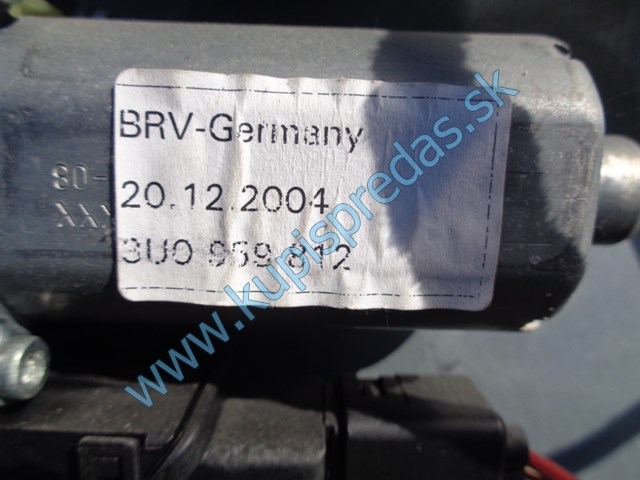 BRV-Germany
20.12.2004
3U0 959 812
www.kupispredas.sk